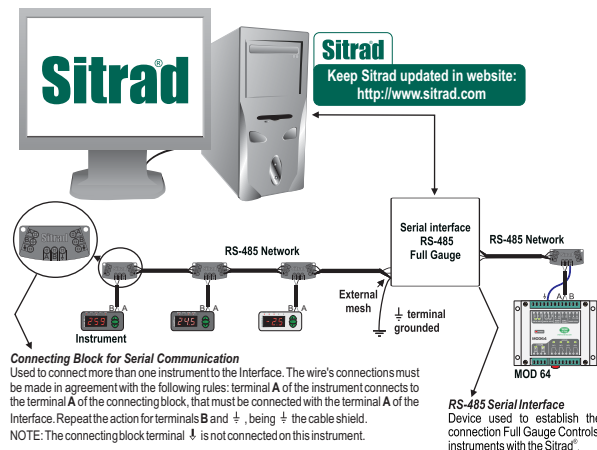 Sitrad®
Sitrad®
Keep Sitrad updated in website:
http://www.sitrad.com
Serial interface
RS-485
Full Gauge
RS-485 Network
RS-485 Network
Sitrad
External
mesh
⏚ terminal
grounded
B A
B A
B A
⏚ A B
Instrument
MOD 64
Connecting Block for Serial Communication
Used to connect more than one instrument to the Interface. The wire's connections must
be made in agreement with the following rules: terminal A of the instrument connects to
the terminal A of the connecting block, that must be connected with the terminal A of the
Interface. Repeat the action for terminals B and ⏚ , being ⏚ the cable shield.
NOTE: The connecting block terminal ⏚ is not connected on this instrument.
RS-485 Serial Interface
Device used to establish the
connection Full Gauge Controls
instruments with the Sitrad®.